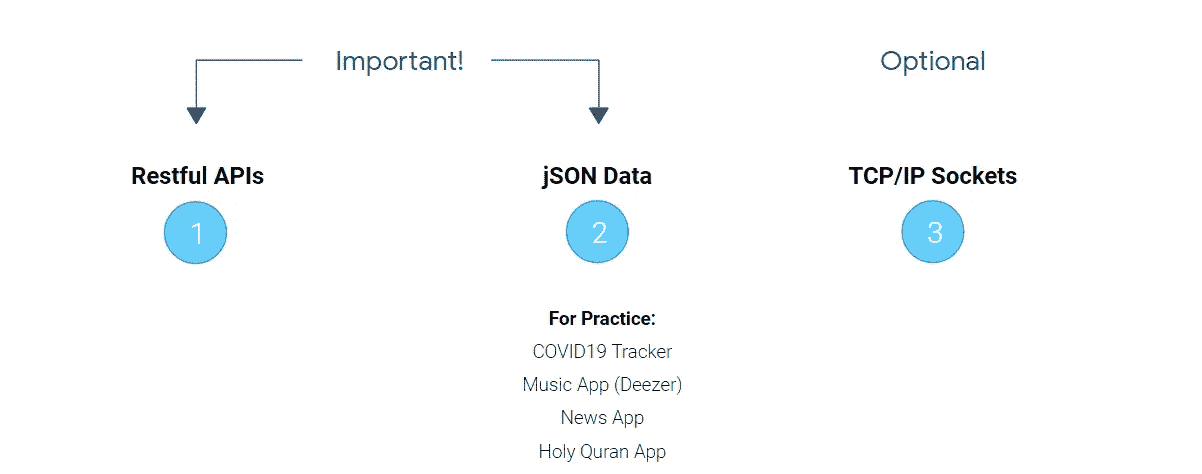 Important!
Optional
Restful APIs
jSON Data
TCP/IP Sockets
1
2
3
For Practice:
COVID19 Tracker
Music App (Deezer)
News App
Holy Quran App